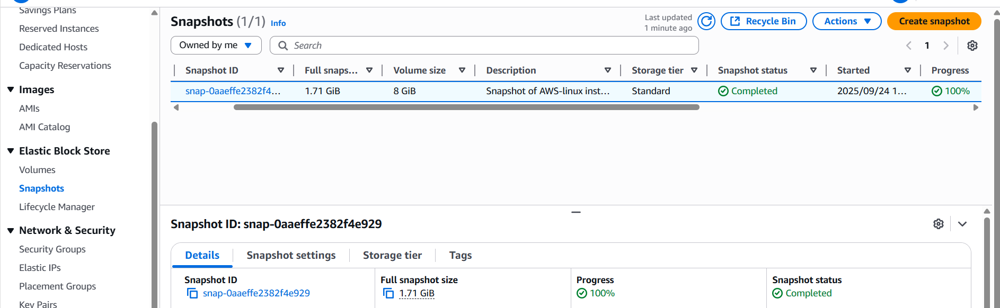 Savings Plans
Reserved Instances
Dedicated Hosts
Capacity Reservations
Images
AMIs
AMI Catalog
Elastic Block Store
Volumes
Snapshots
Lifecycle Manager
Network & Security
Security Groups
Elastic IPs
Placement Groups
Key Pairs
Snapshots (1/1) Info
Last updated
1 minute ago
Recycle Bin
Actions
Create snapshot
Owned by me
Search
1
Snapshot ID Full snaps... Volume size Description Storage tier Snapshot status Started Progress
snap-0aaeffe2382f4... 1.71 GiB 8 GiB Snapshot of AWS-linux inst... Standard Completed 2025/09/24 1... 100%
Snapshot ID: snap-0aaeffe2382f4e929
Details Snapshot settings Storage tier Tags
Snapshot ID Full snapshot size Progress Snapshot status
snap-0aaeffe2382f4e929 1.71 GiB 100% Completed